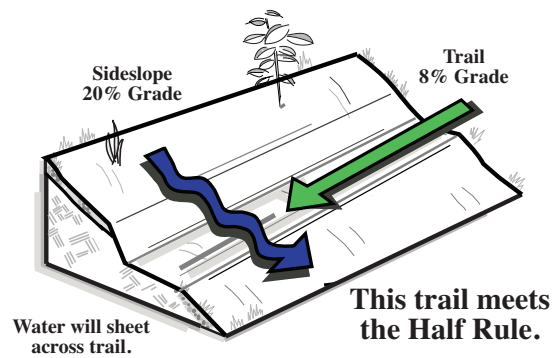 Sideslope
20% Grade
Trail
8% Grade
This trail meets
the Half Rule.
Water will sheet
across trail.